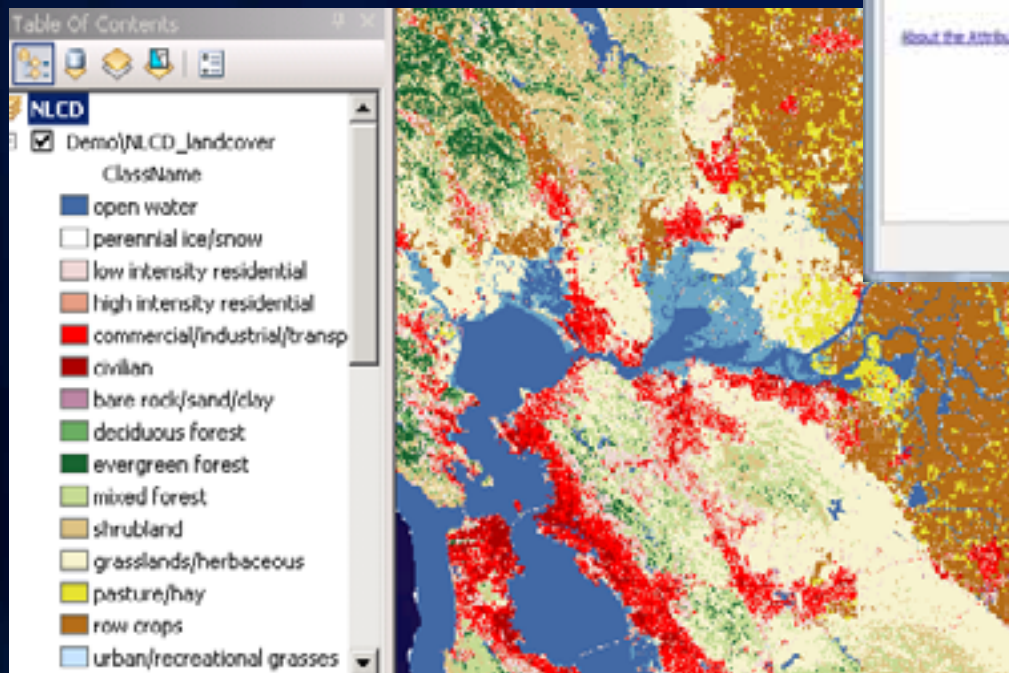 Table Of Contents
NLCD
Demo\NLCD_landcover
ClassName
open water
perennial ice/snow
low intensity residential
high intensity residential
commercial/industrial/transp
civilian
bare rock/sand/clay
deciduous forest
evergreen forest
mixed forest
shrubland
grasslands/herbaceous
pasture/hay
row crops
urban/recreational grasses
About the